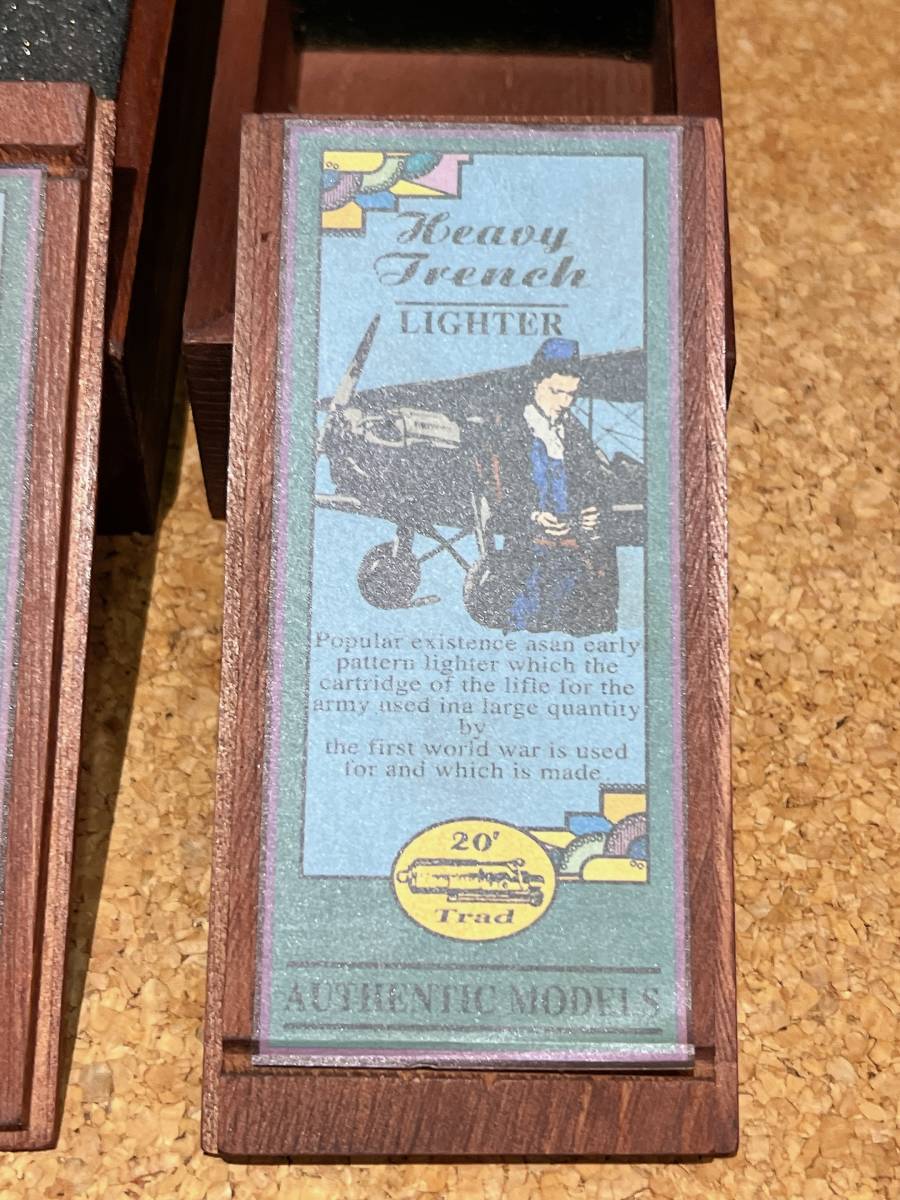 Heavy
Trench
LIGHTER
Popular existence asan early
pattern lighter which the
cartridge of the lifle for the
army used ina large quantity
by
the first world war is used
for and which is made.
20'
Trad
AUTHENTIC MODELS